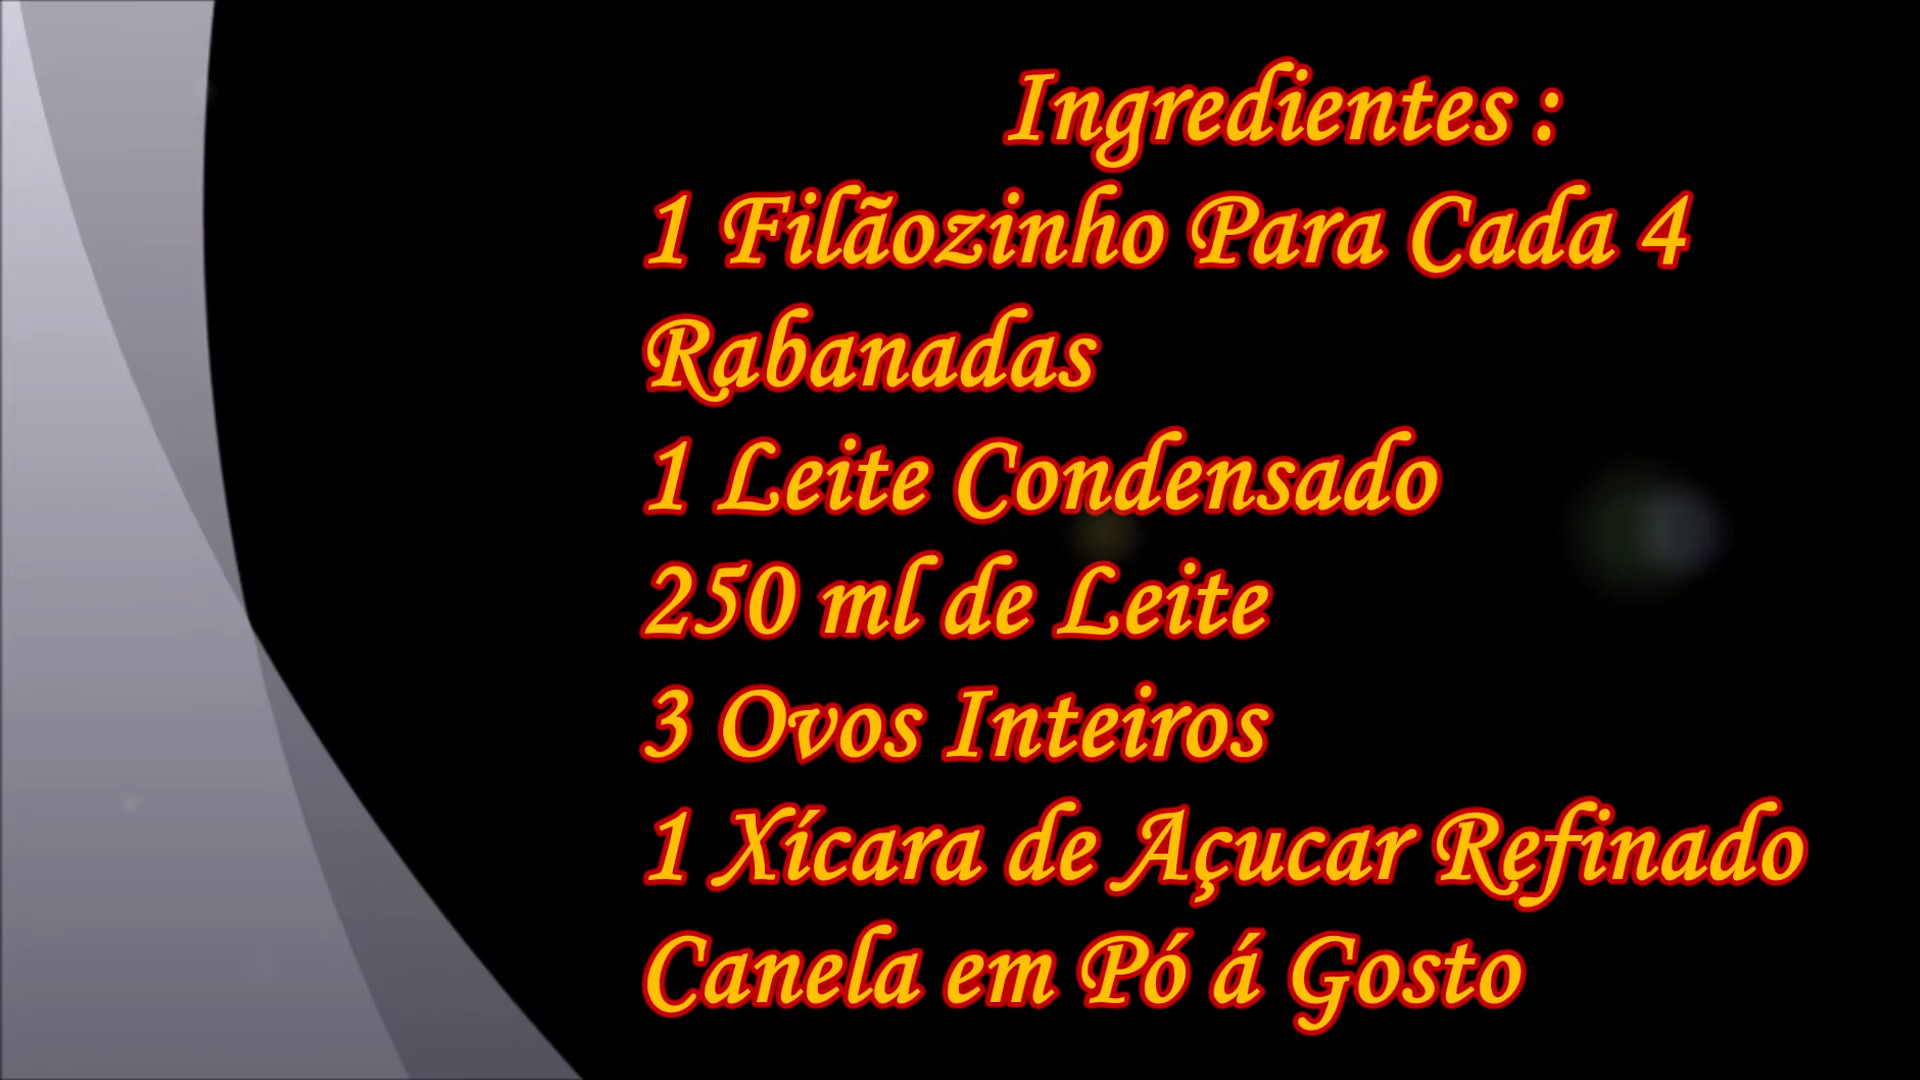 Ingredientes :
1 Filãozinho Para Cada 4
Rabanadas
1 Leite Condensado
250 ml de Leite
3 Ovos Inteiros
1 Xícara de Açucar Refinado
Canela em Pó á Gosto